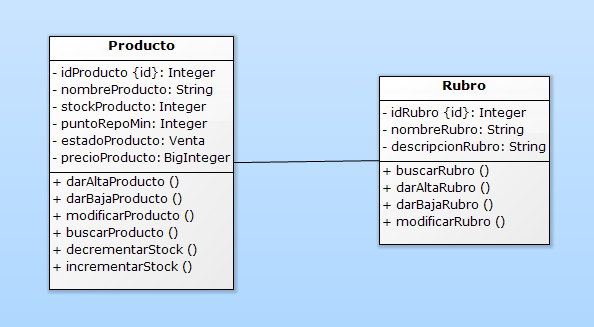 Producto
- idProducto {id}: Integer
- nombreProducto: String
- stockProducto: Integer
- puntoRepoMin: Integer
- estadoProducto: Venta
- precioProducto: BigInteger
+ darAltaProducto ()
+ darBajaProducto ()
+ modificarProducto ()
+ buscarProducto ()
+ decrementarStock ()
+ incrementarStock ()
Rubro
- idRubro {id}: Integer
- nombreRubro: String
- descripcionRubro: String
+ buscarRubro ()
+ darAltaRubro ()
+ darBajaRubro ()
+ modificarRubro ()